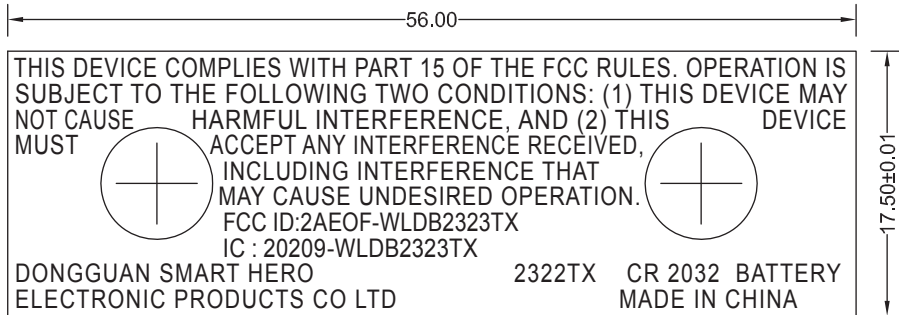 56.00
THIS DEVICE COMPLIES WITH PART 15 OF THE FCC RULES. OPERATION IS
SUBJECT TO THE FOLLOWING TWO CONDITIONS: (1) THIS DEVICE MAY
NOT CAUSE HARMFUL INTERFERENCE, AND (2) THIS DEVICE
MUST ACCEPT ANY INTERFERENCE RECEIVED,
INCLUDING INTERFERENCE THAT
MAY CAUSE UNDESIRED OPERATION.
FCC ID:2AEOF-WLDB2323TX
IC : 20209-WLDB2323TX
DONGGUAN SMART HERO 2322TX CR 2032 BATTERY
ELECTRONIC PRODUCTS CO LTD MADE IN CHINA
17.50±0.01